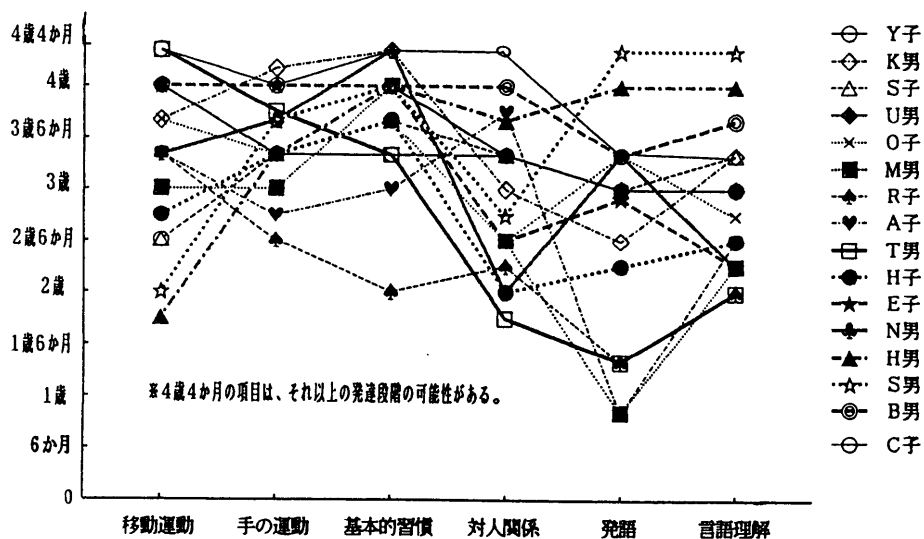 4歳4か月
4歳
3歳6か月
3歳
2歳6か月
2歳
1歳6か月
1歳
6か月
0
※4歳4か月の項目は、それ以上の発達段階の可能性がある。
移動運動
手の運動
基本的習慣
対人関係
発語
言語理解
Y子
K男
S子
U男
O子
M男
R子
A子
T男
H子
E子
N男
H男
S男
B男
C子